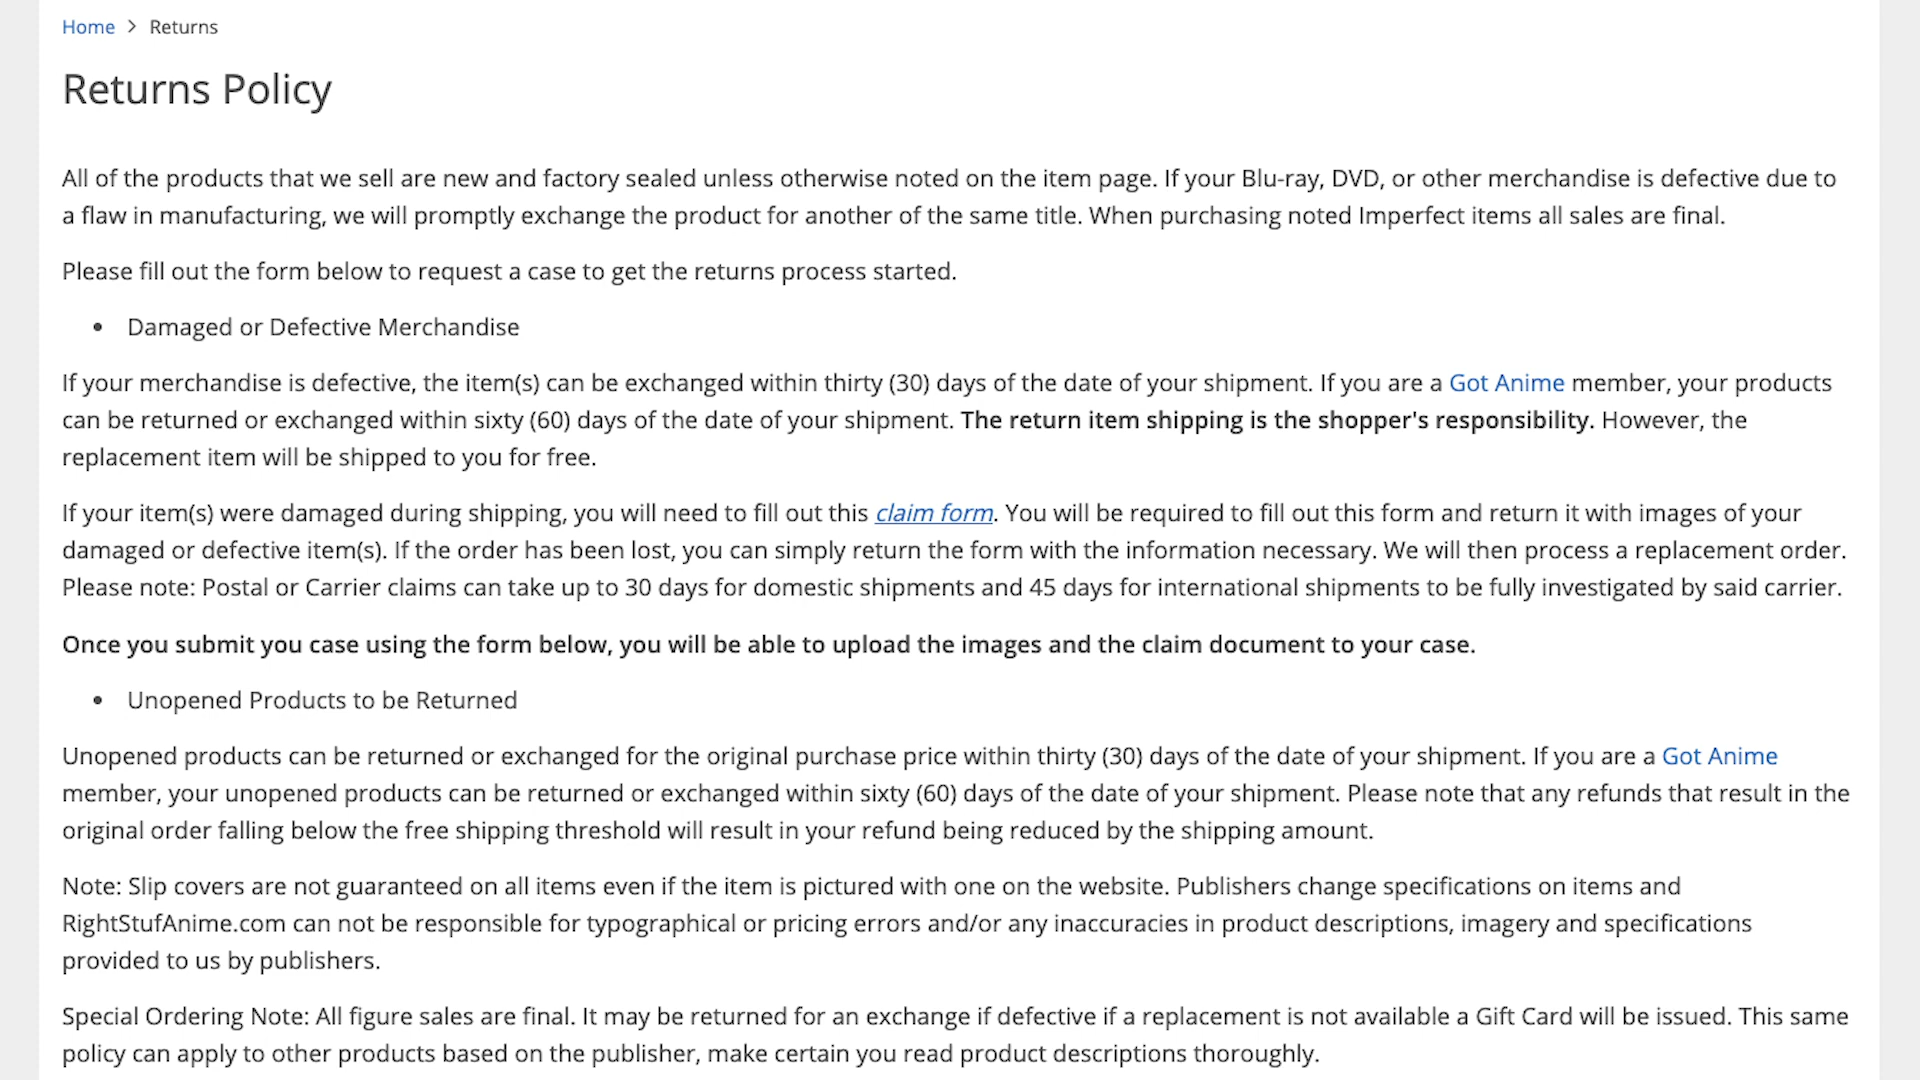 Home > Returns
Returns Policy
All of the products that we sell are new and factory sealed unless otherwise noted on the item page. If your Blu-ray, DVD, or other merchandise is defective due to
a flaw in manufacturing, we will promptly exchange the product for another of the same title. When purchasing noted Imperfect items all sales are final.
Please fill out the form below to request a case to get the returns process started.
• Damaged or Defective Merchandise
If your merchandise is defective, the item(s) can be exchanged within thirty (30) days of the date of your shipment. If you are a Got Anime member, your products
can be returned or exchanged within sixty (60) days of the date of your shipment. The return item shipping is the shopper's responsibility. However, the
replacement item will be shipped to you for free.
If your item(s) were damaged during shipping, you will need to fill out this claim form. You will be required to fill out this form and return it with images of your
damaged or defective item(s). If the order has been lost, you can simply return the form with the information necessary. We will then process a replacement order.
Please note: Postal or Carrier claims can take up to 30 days for domestic shipments and 45 days for international shipments to be fully investigated by said carrier.
Once you submit you case using the form below, you will be able to upload the images and the claim document to your case.
• Unopened Products to be Returned
Unopened products can be returned or exchanged for the original purchase price within thirty (30) days of the date of your shipment. If you are a Got Anime
member, your unopened products can be returned or exchanged within sixty (60) days of the date of your shipment. Please note that any refunds that result in the
original order falling below the free shipping threshold will result in your refund being reduced by the shipping amount.
Note: Slip covers are not guaranteed on all items even if the item is pictured with one on the website. Publishers change specifications on items and
RightStufAnime.com can not be responsible for typographical or pricing errors and/or any inaccuracies in product descriptions, imagery and specifications
provided to us by publishers.
Special Ordering Note: All figure sales are final. It may be returned for an exchange if defective if a replacement is not available a Gift Card will be issued. This same
policy can apply to other products based on the publisher, make certain you read product descriptions thoroughly.